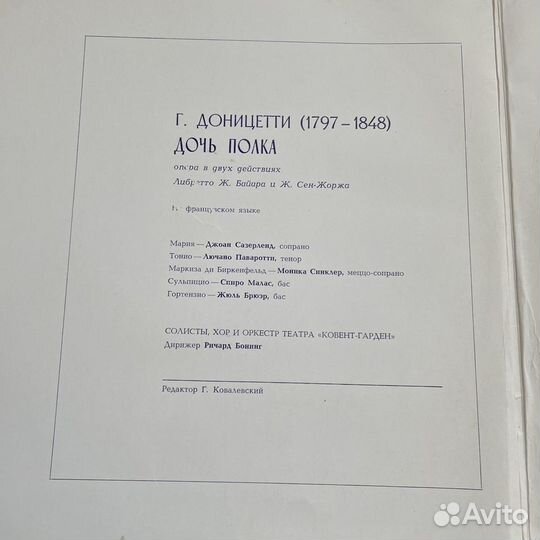 Г. ДОНИЦЕТТИ (1797–1848)
ДОЧЬ ПОЛКА
опера в двух действиях
Либретто Ж. Байара и Ж. Сен-Жоржа
французском языке
Мария — Джоан Сазерленд, сопрано
Тонио — Лючано Паваротти, тенор
Маркиза ди Биркенфельд — Моника Синклер, меццо-сопрано
Сульпицио — Спиро Малас, бас
Гортензио — Жюль Брюэр, бас
СОЛИСТЫ, ХОР И ОРКЕСТР ТЕАТРА «КОВЕНТ-ГАРДЕН»
Дирижер Ричард Бонинг
Редактор Г. Ковалевский
Avito